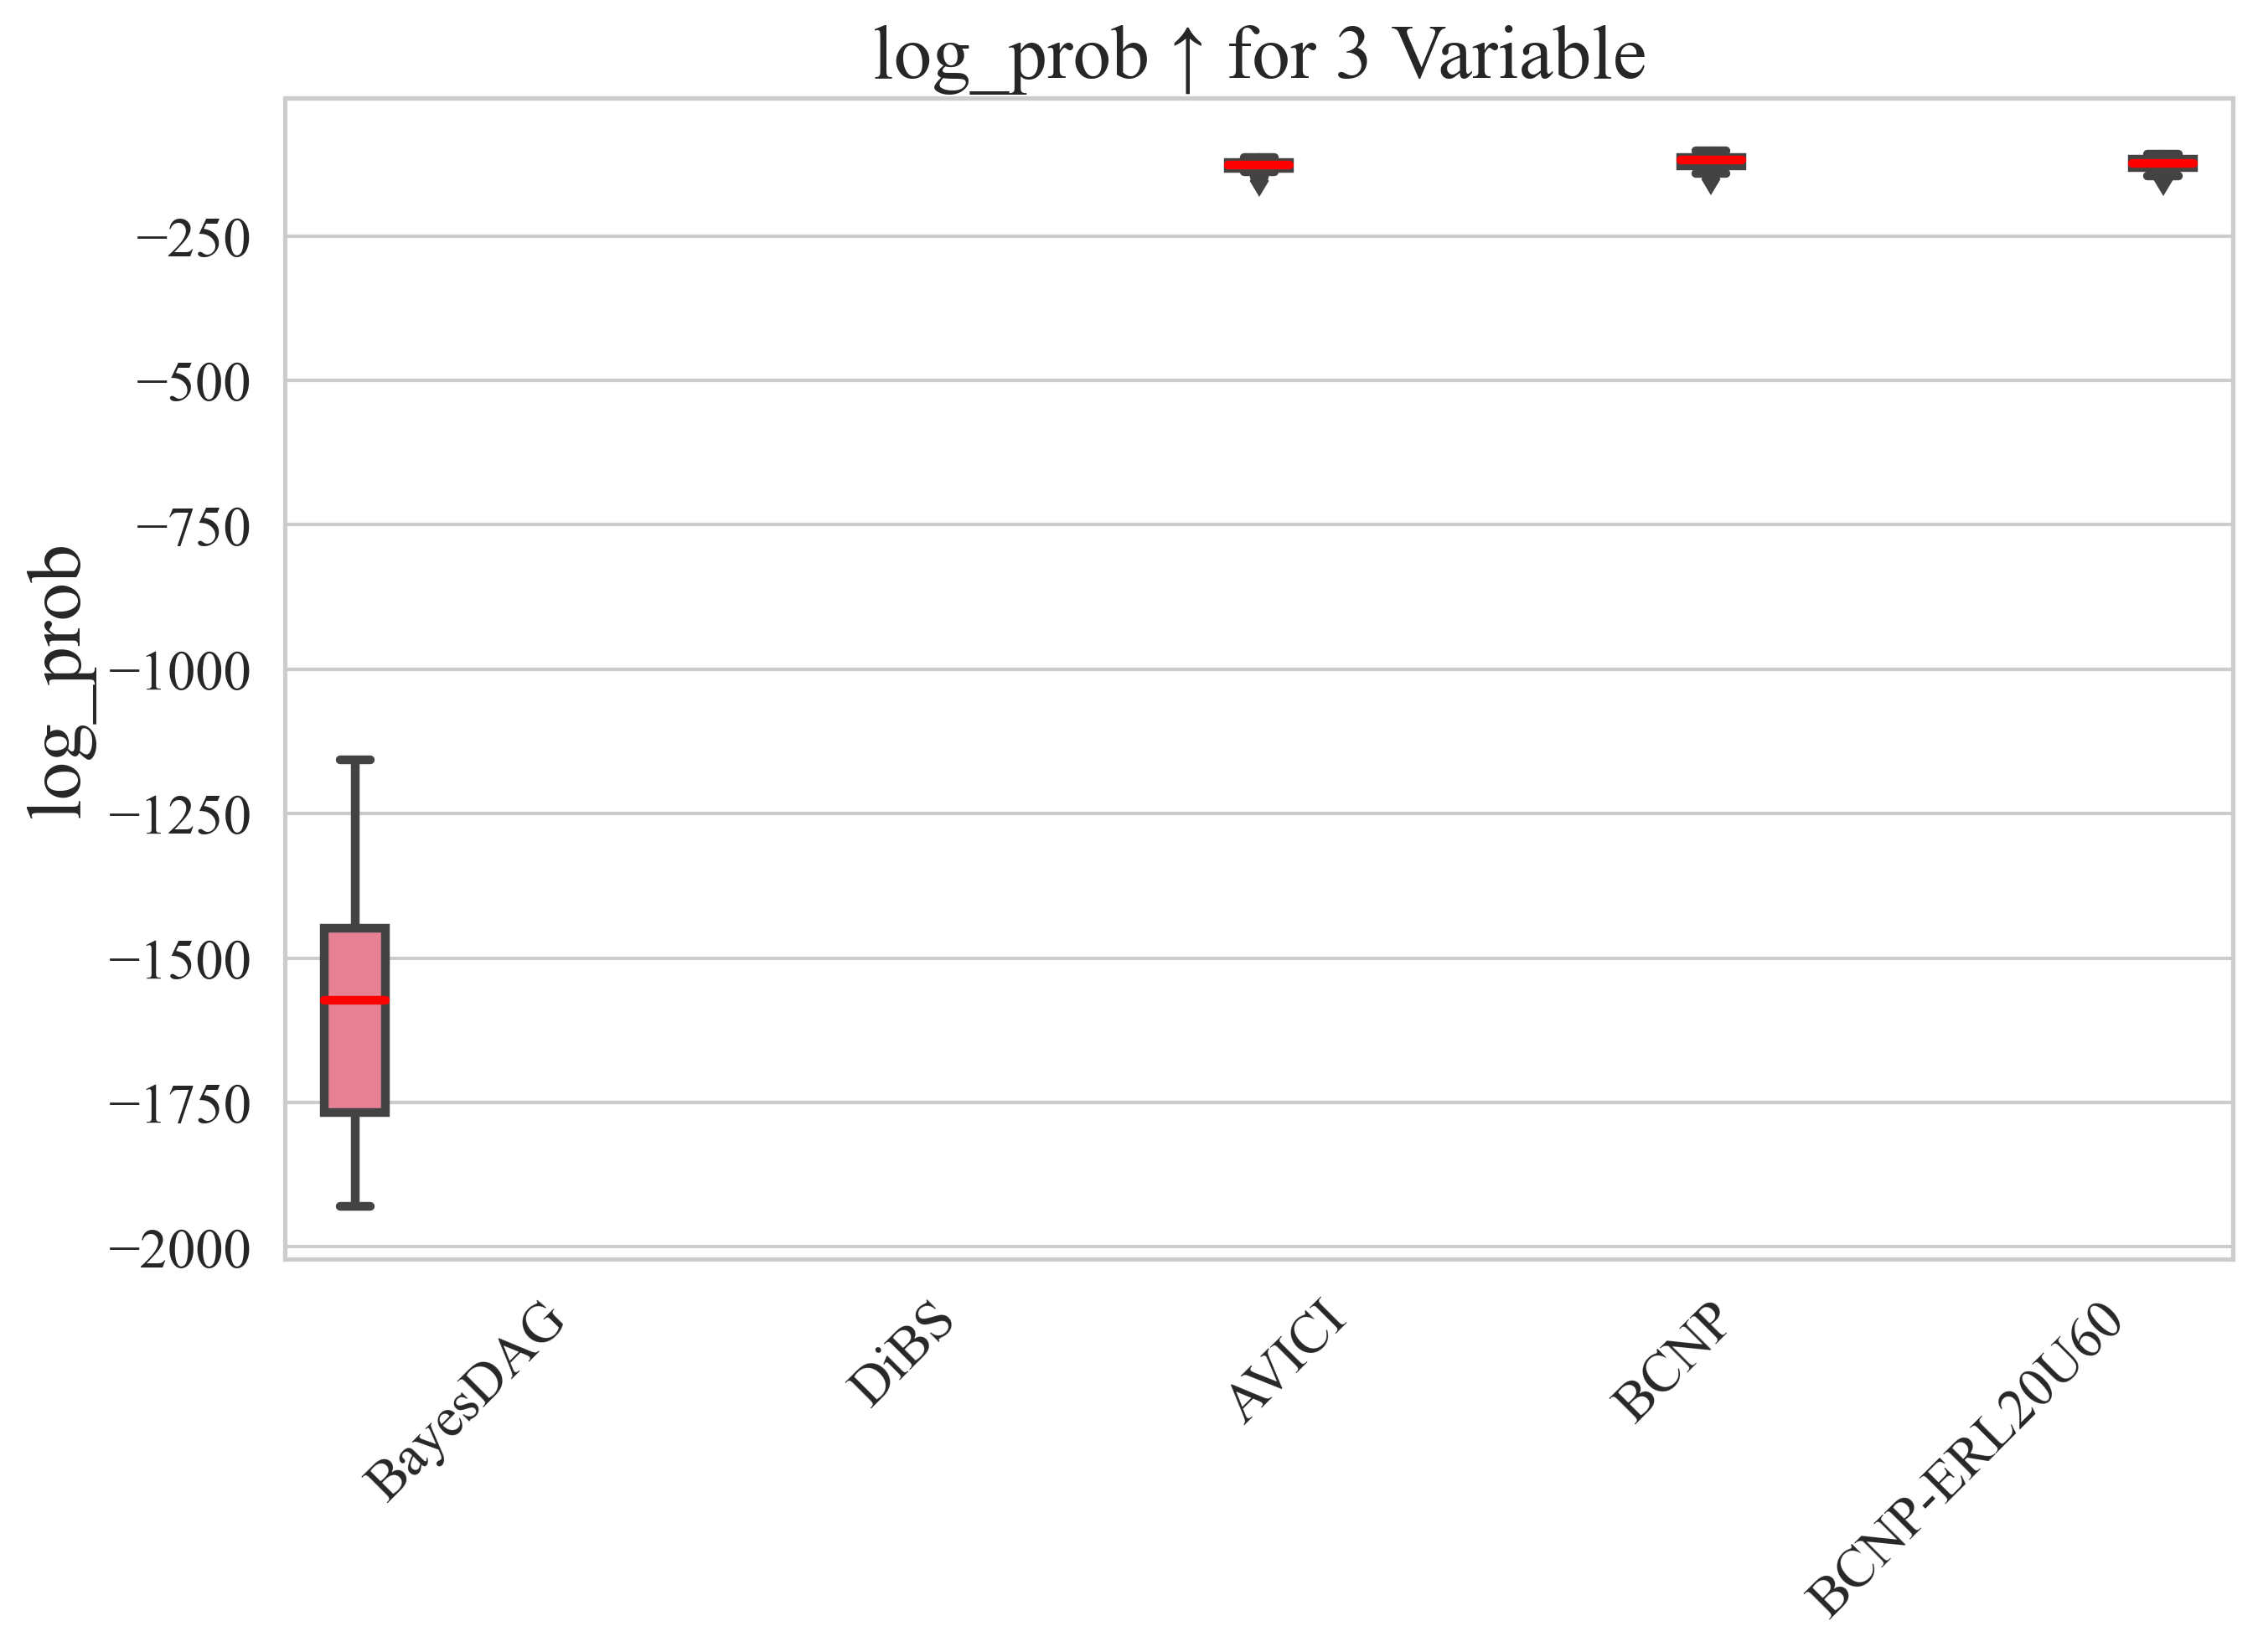 log_prob ↑ for 3 Variable
log_prob
−250
−500
−750
−1000
−1250
−1500
−1750
−2000
BayesDAG
DiBS
AVICI
BCNP
BCNP-ERL20U60